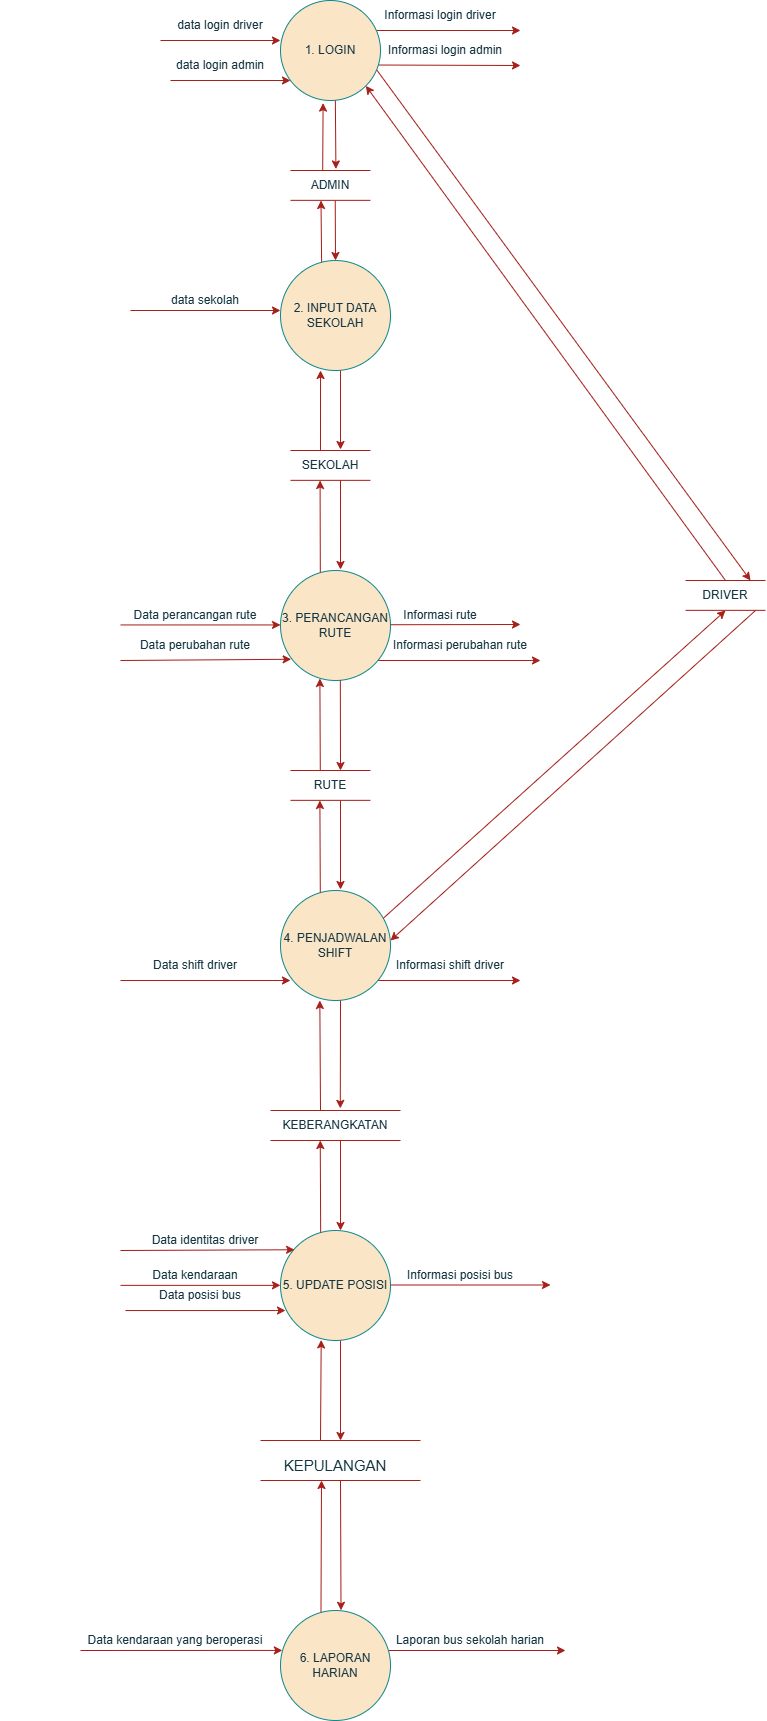 data login driver
Informasi login driver
1. LOGIN
data login admin
Informasi login admin
ADMIN
data sekolah
2. INPUT DATA
SEKOLAH
SEKOLAH
DRIVER
Data perancangan rute
3. PERANCANGAN
RUTE
Informasi rute
Data perubahan rute
Informasi perubahan rute
RUTE
4. PENJADWALAN
SHIFT
Data shift driver
Informasi shift driver
KEBERANGKATAN
Data identitas driver
Data kendaraan
5. UPDATE POSISI
Informasi posisi bus
Data posisi bus
KEPULANGAN
Data kendaraan yang beroperasi
Laporan bus sekolah harian
6. LAPORAN
HARIAN